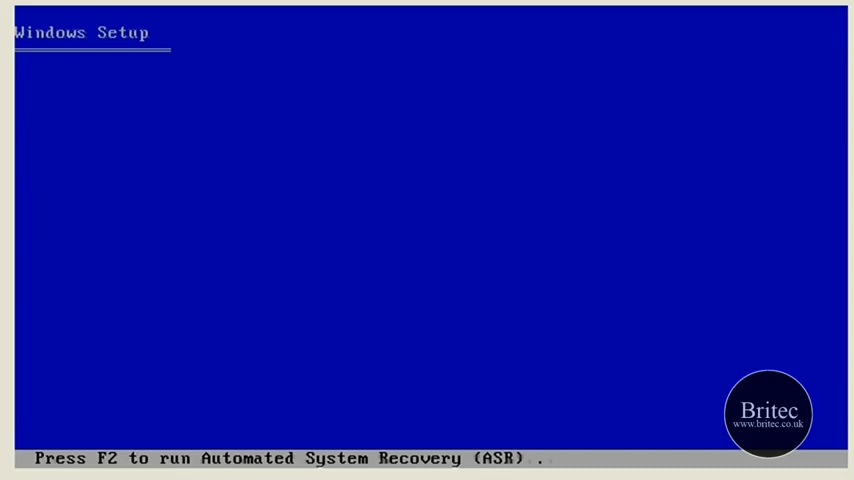 Windows Setup
Britec
www.britec.co.uk
Press F2 to run Automated System Recovery (ASR)..